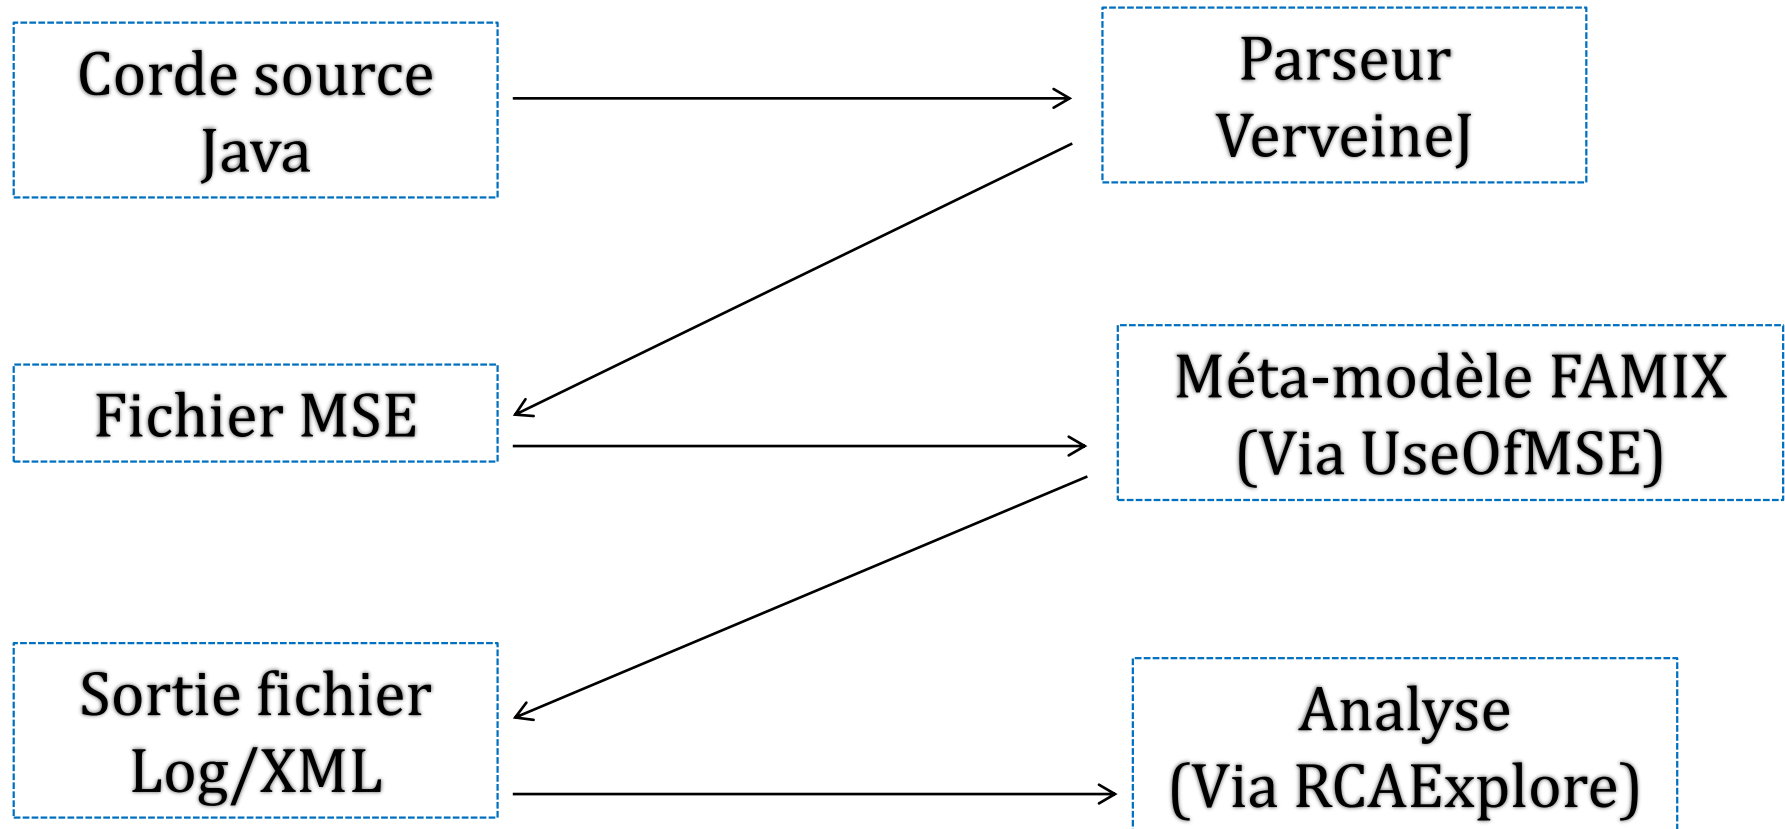 Corde source
Java
Parseur
VerveineJ
Fichier MSE
Méta-modèle FAMIX
(Via UseOfMSE)
Sortie fichier
Log/XML
Analyse
(Via RCAExplore)